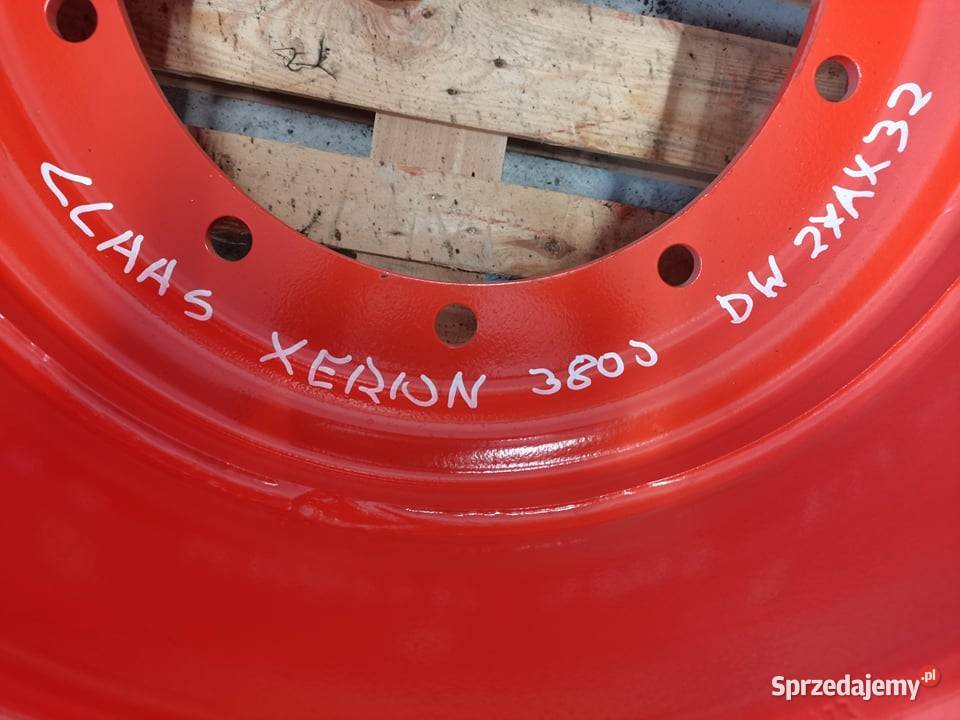 CLAAS XERION 3800 DW 27AX32
Sprzedajemy.pl